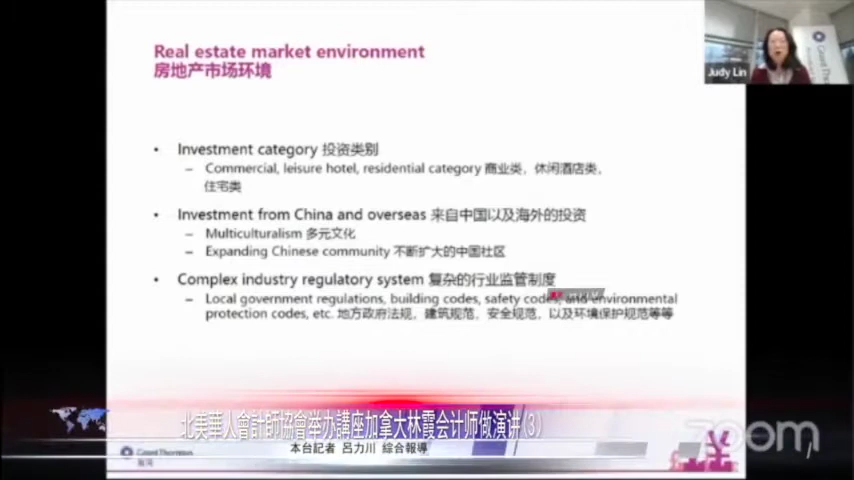 Real estate market environment
房地产市场环境
Judy Lin
Grant Thornton
• Investment category 投资类别
– Commercial, leisure hotel, residential category 商业类，休闲酒店类，
住宅类
• Investment from China and overseas 来自中国以及海外的投资
– Multiculturalism 多元文化
– Expanding Chinese community 不断扩大的中国社区
• Complex industry regulatory system 复杂的行业监管制度
– Local government regulations, building codes, safety codes, and environmental
protection codes, etc. 地方政府法规，建筑规范，安全规范，以及环境保护规范等等
北美華人會計師協會举办講座加拿大林霞会计师做演讲(3)
本台記者 呂力川 綜合報導
Grant Thornton
zoom